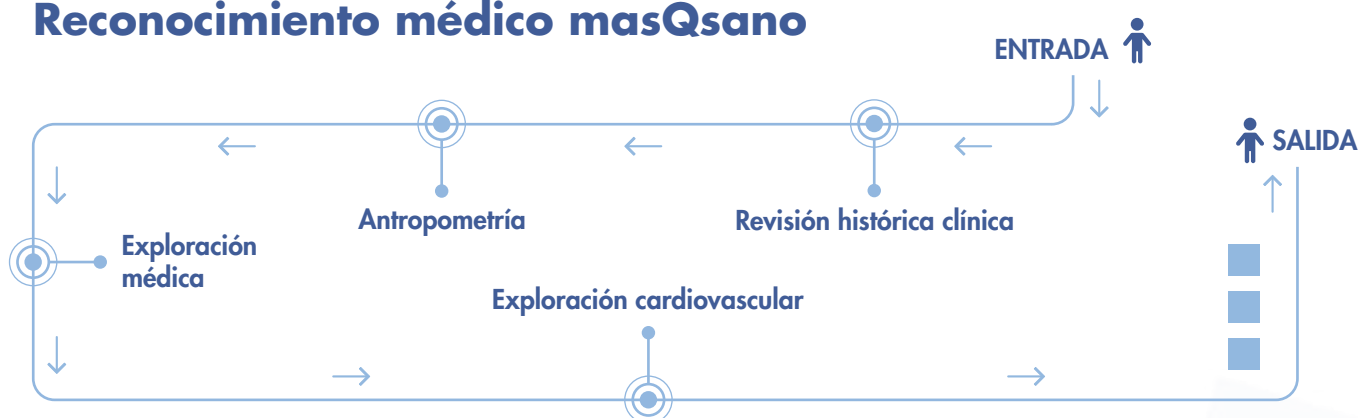 Reconocimiento médico masQsano
ENTRADA
SALIDA
Revisión histórica clínica
Antropometría
Exploración
médica
Exploración cardiovascular